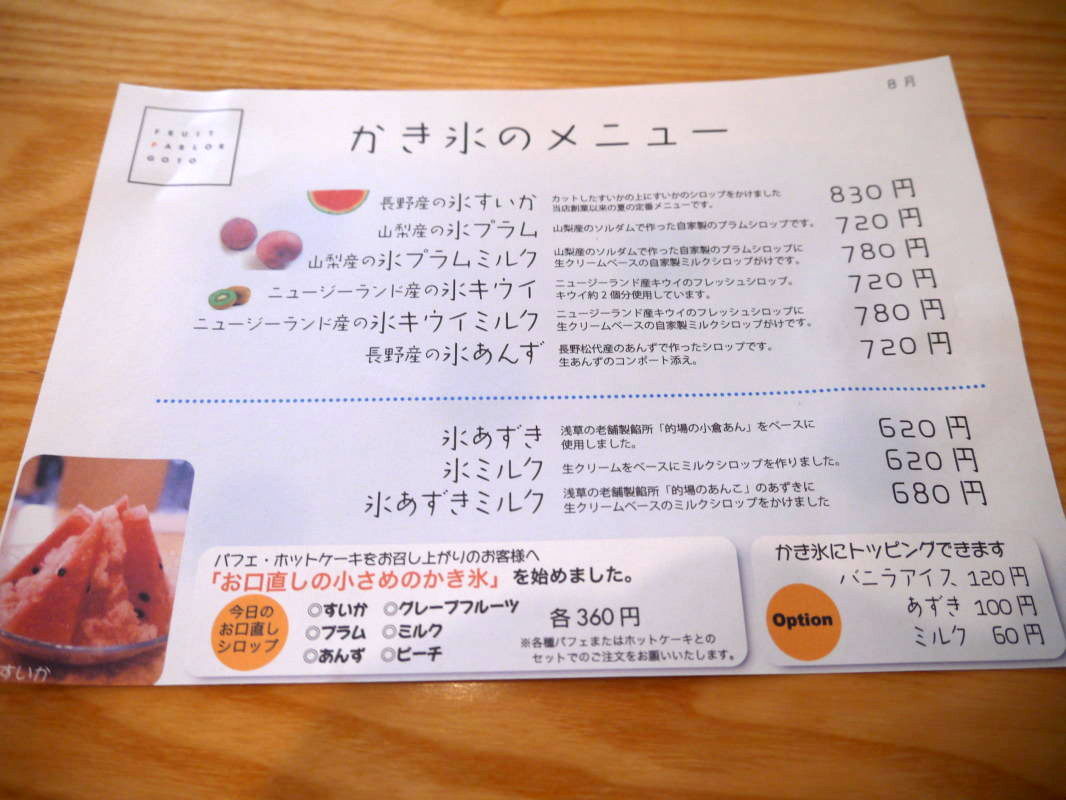 8月
FRUIT
PARLOR
GOTO
かき氷のメニュー
長野産の氷すいか カットしたすいかの上にすいかのシロップをかけました 830円
当店創業以来の夏の定番メニューです。
山梨産の氷プラム 山梨産のソルダムで作った自家製のプラムシロップです。 720円
山梨産の氷プラムミルク 山梨産のソルダムで作った自家製のプラムシロップに 780円
生クリームベースの自家製ミルクシロップがけです。
ニュージーランド産の氷キウイ ニュージーランド産キウイのフレッシュシロップ。 720円
キウイ約2個分使用しています。
ニュージーランド産の氷キウイミルク ニュージーランド産キウイのフレッシュシロップに 780円
生クリームベースの自家製ミルクシロップがけです。
長野産の氷あんず 長野松代産のあんずで作ったシロップです。 720円
生あんずのコンポート添え。
氷あずき 浅草の老舗製餡所「的場の小倉あん」をベースに 620円
使用しました。
氷ミルク 生クリームをベースにミルクシロップを作りました。 620円
氷あずきミルク 浅草の老舗製餡所「的場のあんこ」のあずきに 680円
生クリームベースのミルクシロップをかけました
パフェ・ホットケーキをお召し上がりのお客様へ
「お口直しの小さめのかき氷」を始めました。
今日の
お口直し
シロップ
◎すいか ◎グレープフルーツ
◎プラム ◎ミルク
◎あんず ◎ピーチ
各360円
※各種パフェまたはホットケーキとの
セットでのご注文をお願いいたします。
かき氷にトッピングできます
Option
バニラアイス 120円
あずき 100円
ミルク 60円
すいか